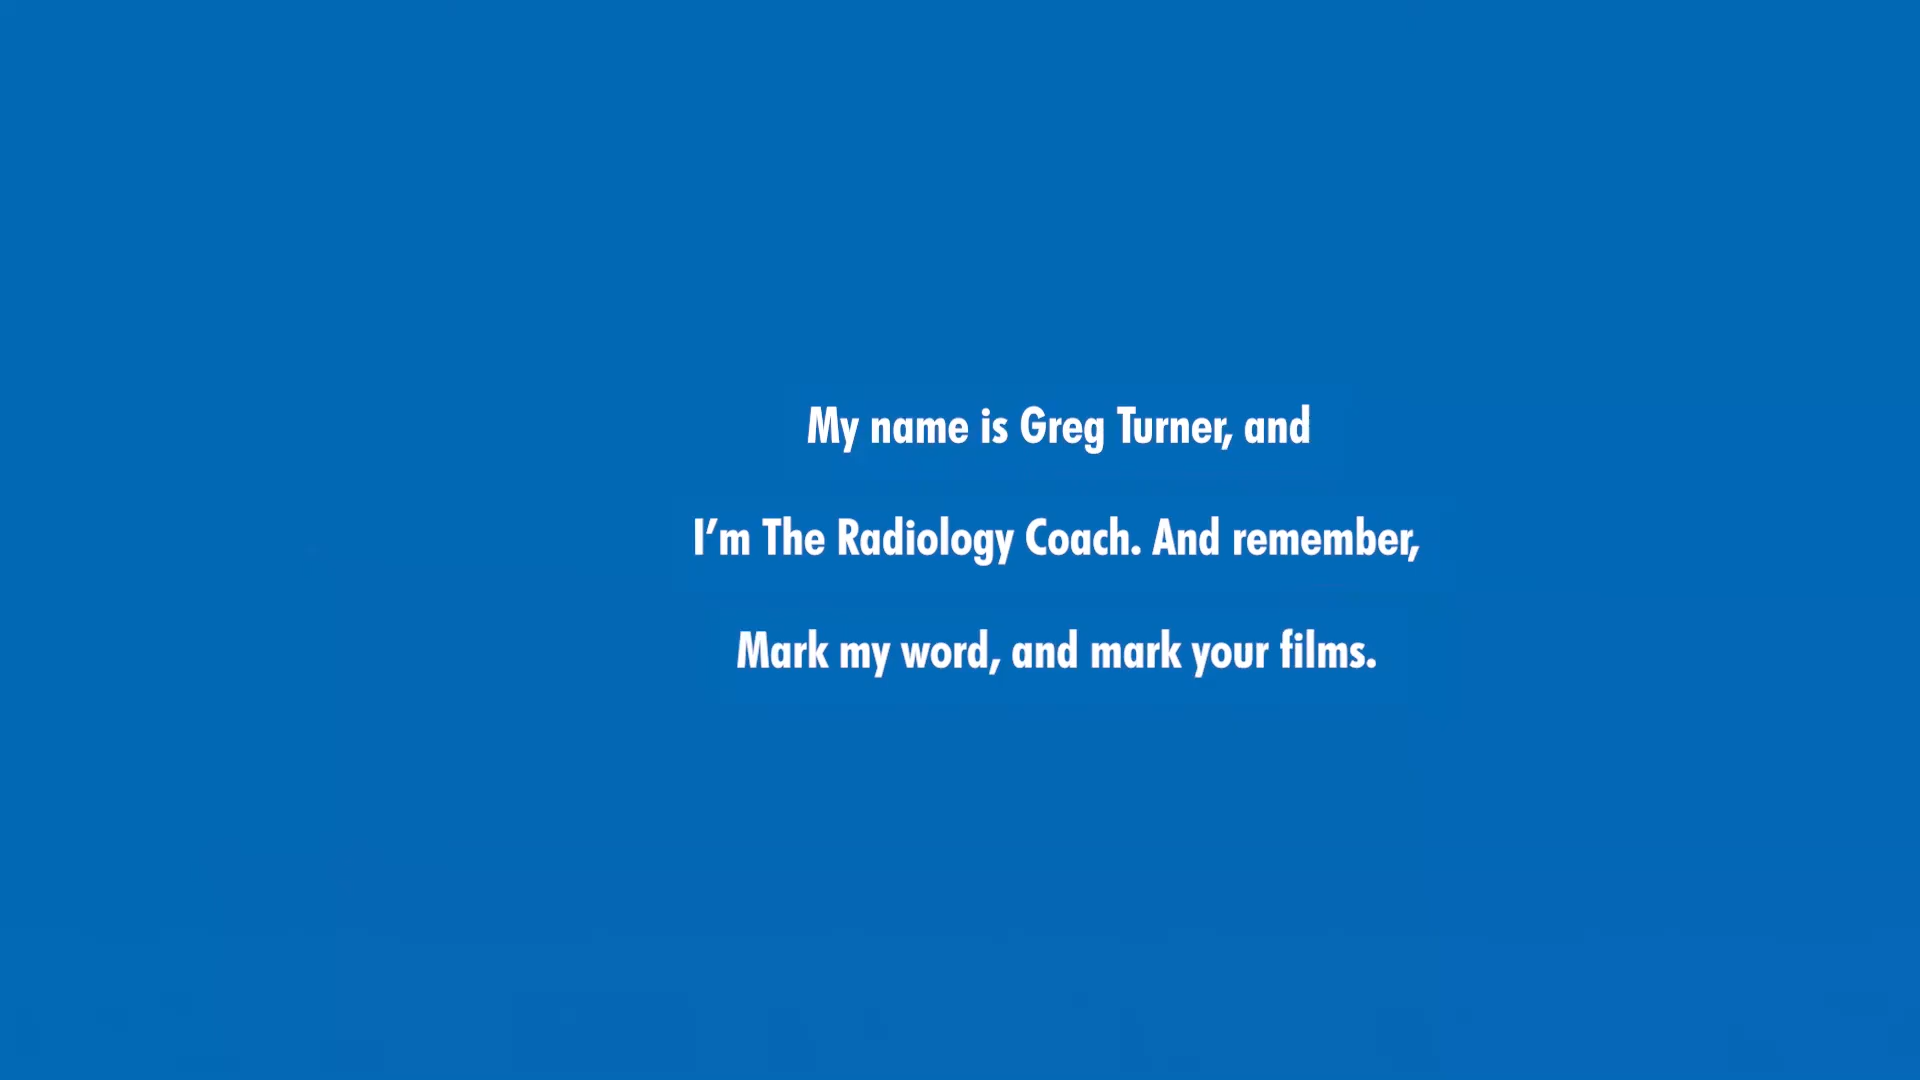 My name is Greg Turner, and
I’m The Radiology Coach. And remember,
Mark my word, and mark your films.